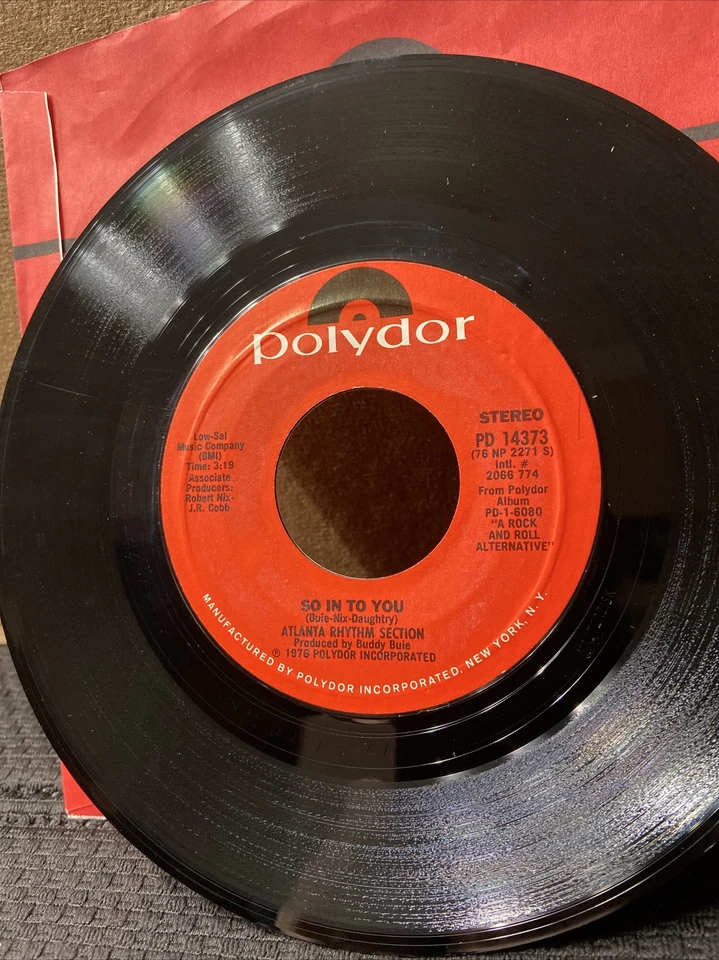 polydor
STEREO
PD 14373
(76 NP 2271 S)
Intl. #
2066 774
From Polydor
Album
PD-1-6080
"A ROCK
AND ROLL
ALTERNATIVE"
Low-Sal
Music Company
(BMI)
Time: 3:19
Associate
Producers:
Robert Nix-
J.R. Cobb
SO IN TO YOU
(Buie-Nix-Daughtry)
ATLANTA RHYTHM SECTION
Produced by Buddy Buie
℗ 1976 POLYDOR INCORPORATED
MANUFACTURED BY POLYDOR INCORPORATED, NEW YORK, N. Y.